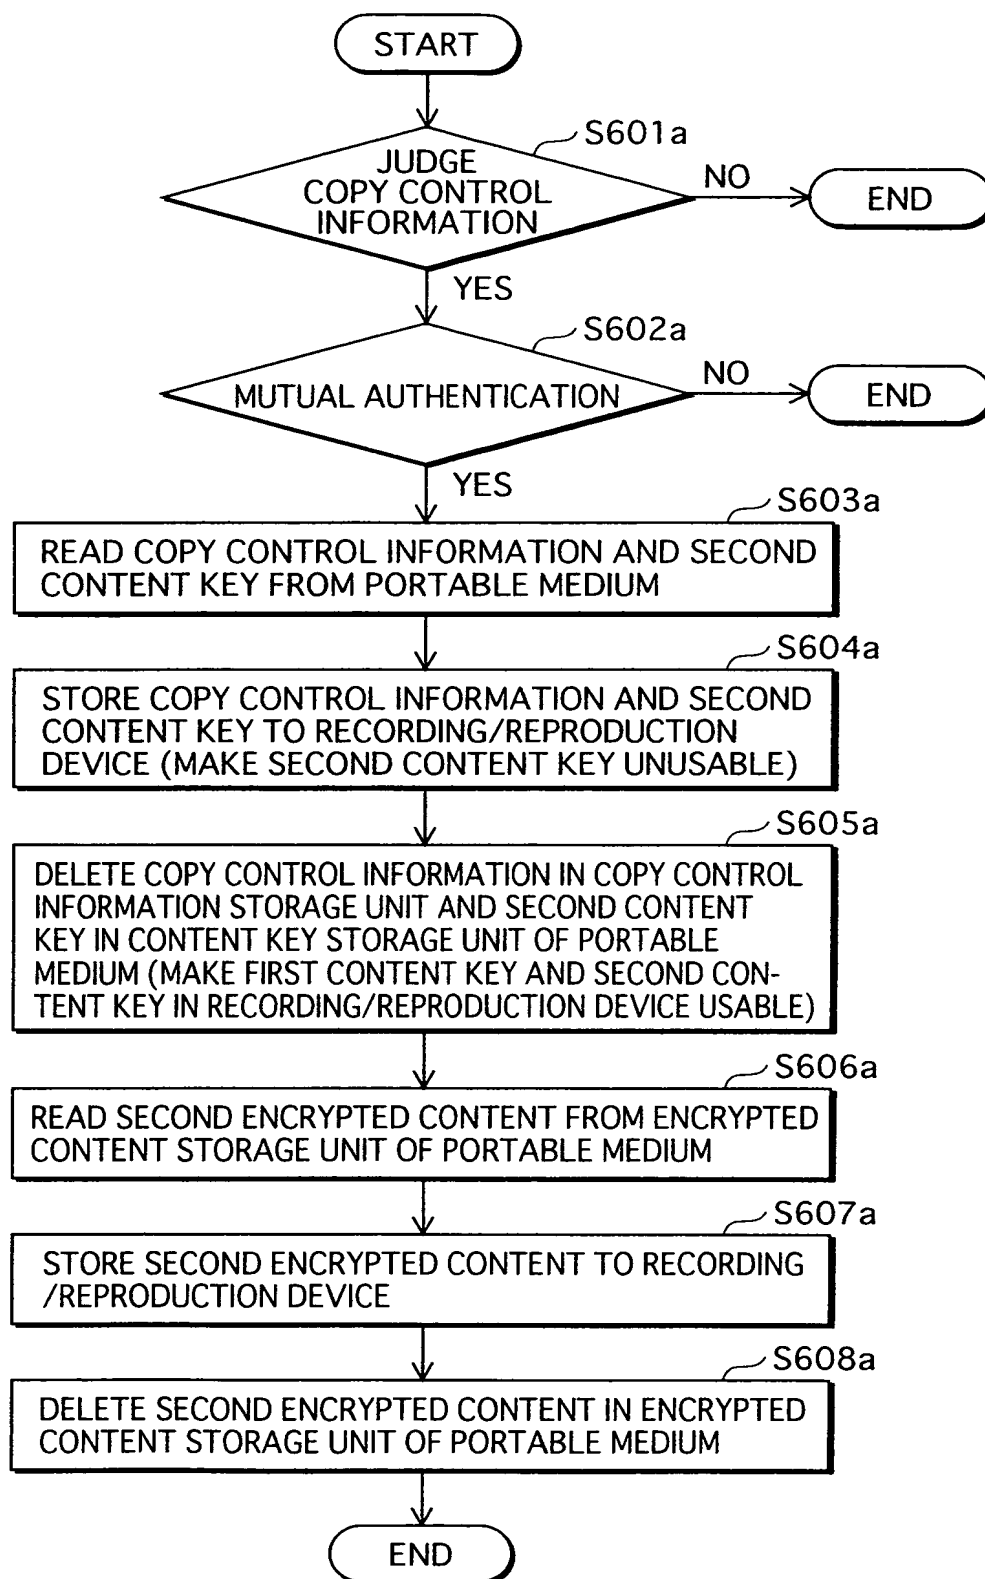 START
S601a
JUDGE
COPY CONTROL
INFORMATION
NO
END
YES
S602a
MUTUAL AUTHENTICATION
NO
END
YES
S603a
READ COPY CONTROL INFORMATION AND SECOND
CONTENT KEY FROM PORTABLE MEDIUM
S604a
STORE COPY CONTROL INFORMATION AND SECOND
CONTENT KEY TO RECORDING/REPRODUCTION
DEVICE (MAKE SECOND CONTENT KEY UNUSABLE)
S605a
DELETE COPY CONTROL INFORMATION IN COPY CONTROL
INFORMATION STORAGE UNIT AND SECOND CONTENT
KEY IN CONTENT KEY STORAGE UNIT OF PORTABLE
MEDIUM (MAKE FIRST CONTENT KEY AND SECOND CON-
TENT KEY IN RECORDING/REPRODUCTION DEVICE USABLE)
S606a
READ SECOND ENCRYPTED CONTENT FROM ENCRYPTED
CONTENT STORAGE UNIT OF PORTABLE MEDIUM
S607a
STORE SECOND ENCRYPTED CONTENT TO RECORDING
/REPRODUCTION DEVICE
S608a
DELETE SECOND ENCRYPTED CONTENT IN ENCRYPTED
CONTENT STORAGE UNIT OF PORTABLE MEDIUM
END